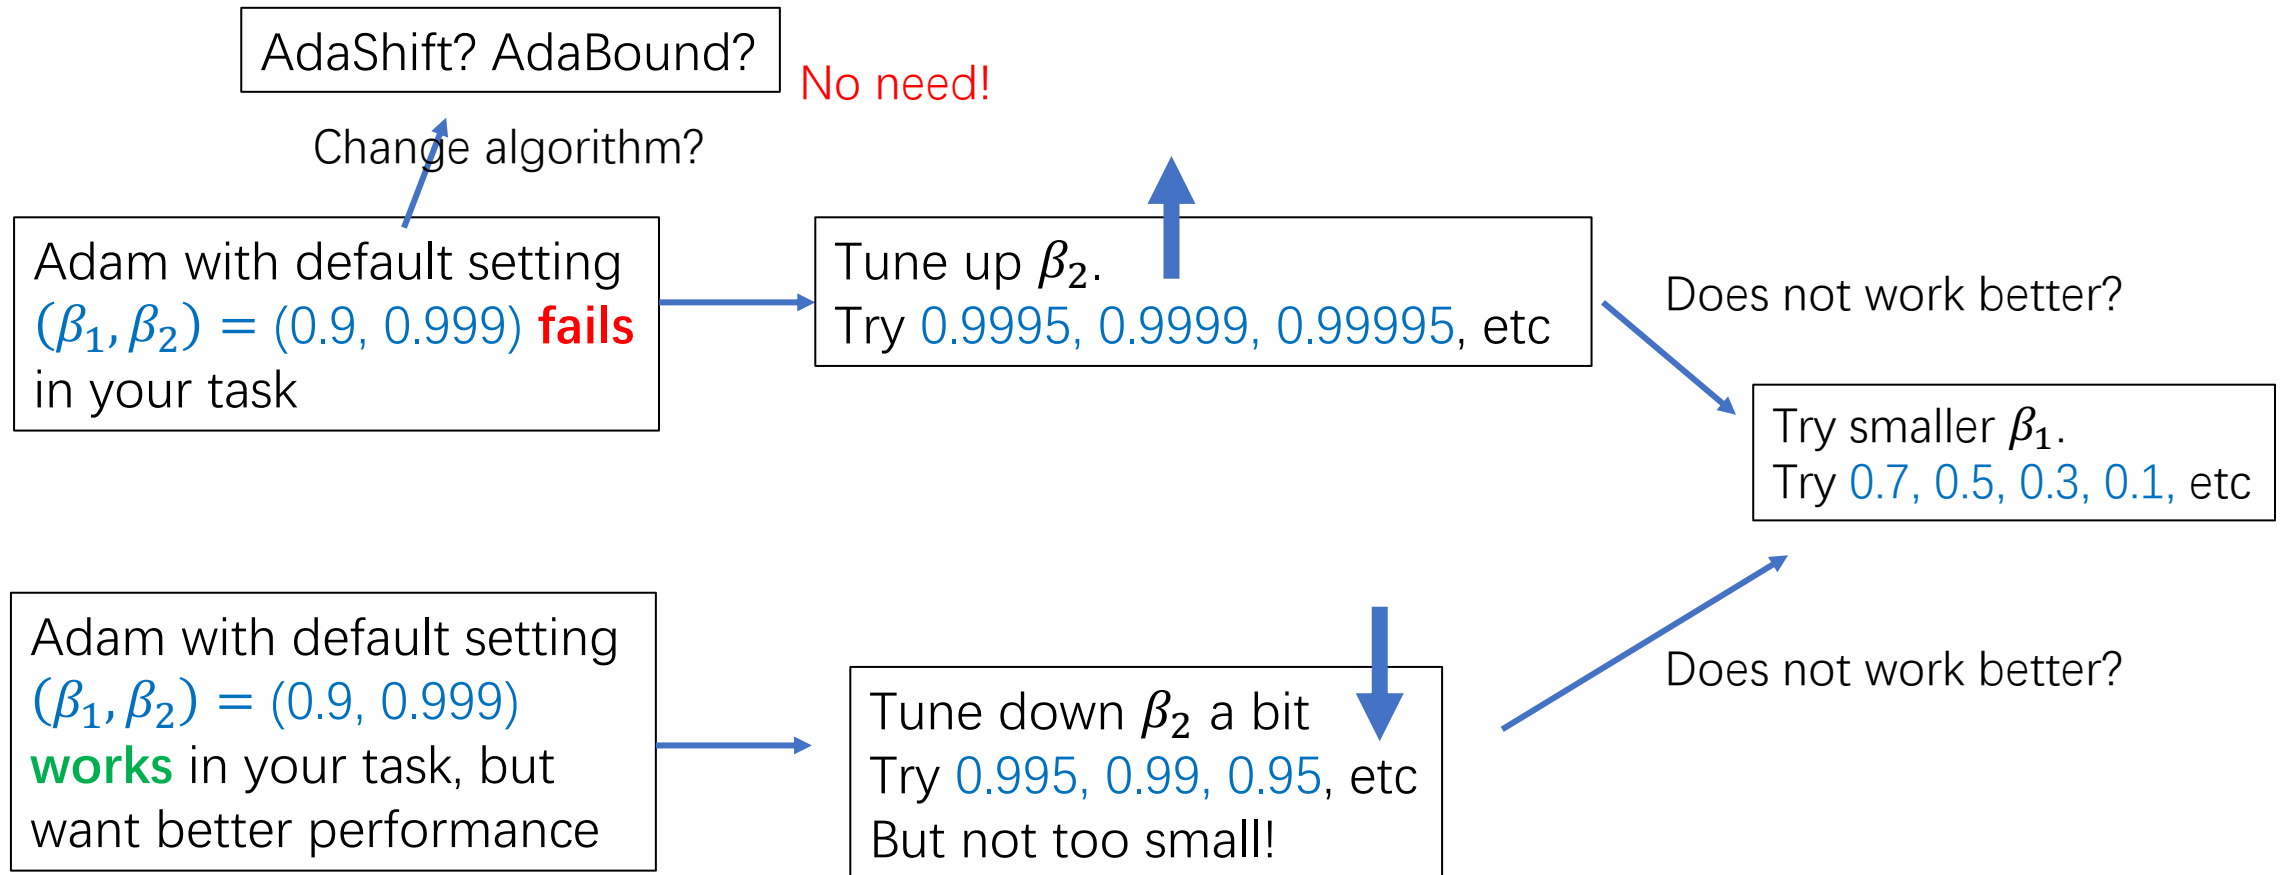 AdaShift? AdaBound?
No need!
Change algorithm?
Adam with default setting
(β₁, β₂) = (0.9, 0.999) fails
in your task
Tune up β₂.
Try 0.9995, 0.9999, 0.99995, etc
Does not work better?
Try smaller β₁.
Try 0.7, 0.5, 0.3, 0.1, etc
Adam with default setting
(β₁, β₂) = (0.9, 0.999)
works in your task, but
want better performance
Tune down β₂ a bit
Try 0.995, 0.99, 0.95, etc
But not too small!
Does not work better?